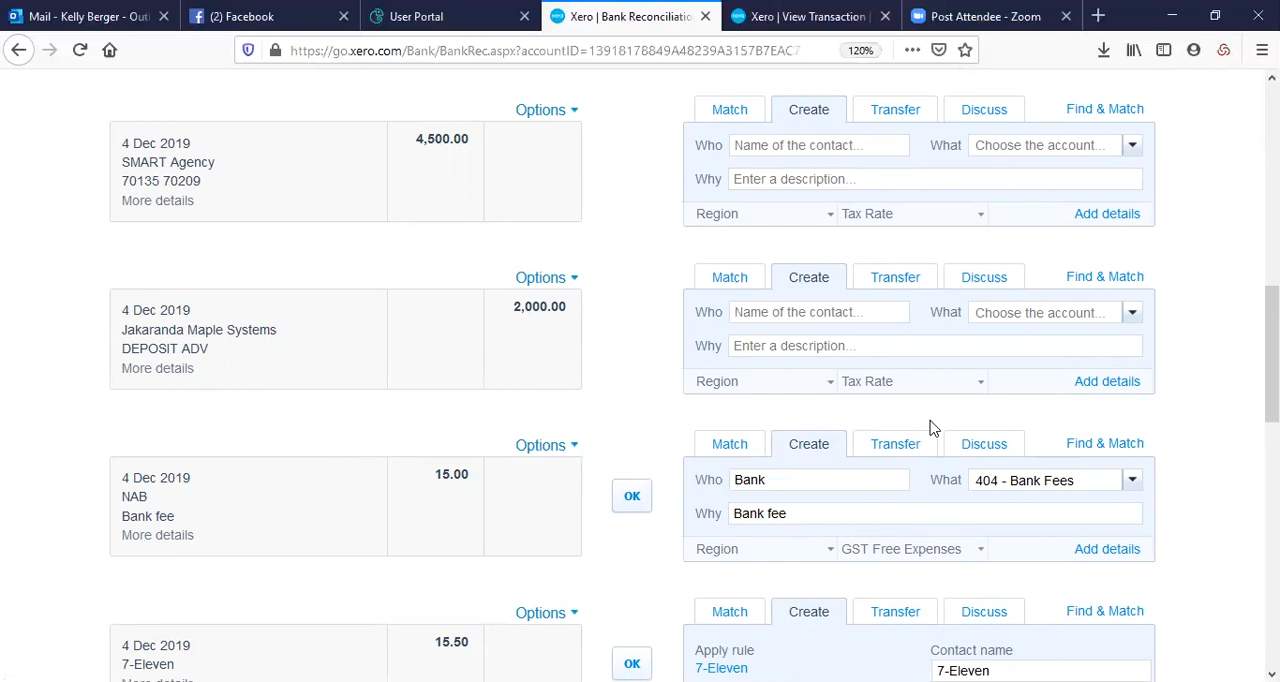 Mail - Kelly Berger - Outl
(2) Facebook
User Portal
Xero | Bank Reconciliatio
Xero | View Transaction |
Post Attendee - Zoom
https://go.xero.com/Bank/BankRec.aspx?accountID=13918176849A48239A3157B7EAC7
120%
Options
Match
Create
Transfer
Discuss
Find & Match
4 Dec 2019
4,500.00
SMART Agency
70135 70209
More details
Who
Name of the contact...
What
Choose the account...
Why
Enter a description...
Region
Tax Rate
Add details
Options
Match
Create
Transfer
Discuss
Find & Match
4 Dec 2019
2,000.00
Jakaranda Maple Systems
DEPOSIT ADV
More details
Who
Name of the contact...
What
Choose the account...
Why
Enter a description...
Region
Tax Rate
Add details
Options
Match
Create
Transfer
Discuss
Find & Match
4 Dec 2019
15.00
NAB
Bank fee
More details
OK
Who
Bank
What
404 - Bank Fees
Why
Bank fee
Region
GST Free Expenses
Add details
Options
Match
Create
Transfer
Discuss
Find & Match
4 Dec 2019
15.50
7-Eleven
OK
Apply rule
7-Eleven
Contact name
7-Eleven